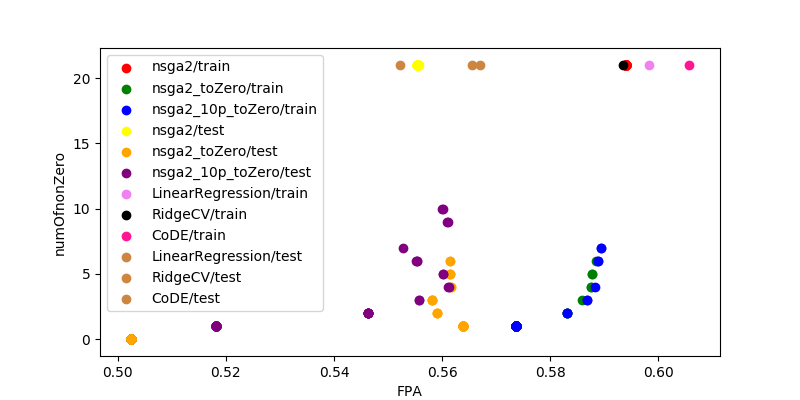 nsga2/train
nsga2_toZero/train
nsga2_10p_toZero/train
nsga2/test
nsga2_toZero/test
nsga2_10p_toZero/test
LinearRegression/train
RidgeCV/train
CoDE/train
LinearRegression/test
RidgeCV/test
CoDE/test
numOfnonZero
20
15
10
5
0
0.50 0.52 0.54 0.56 0.58 0.60
FPA